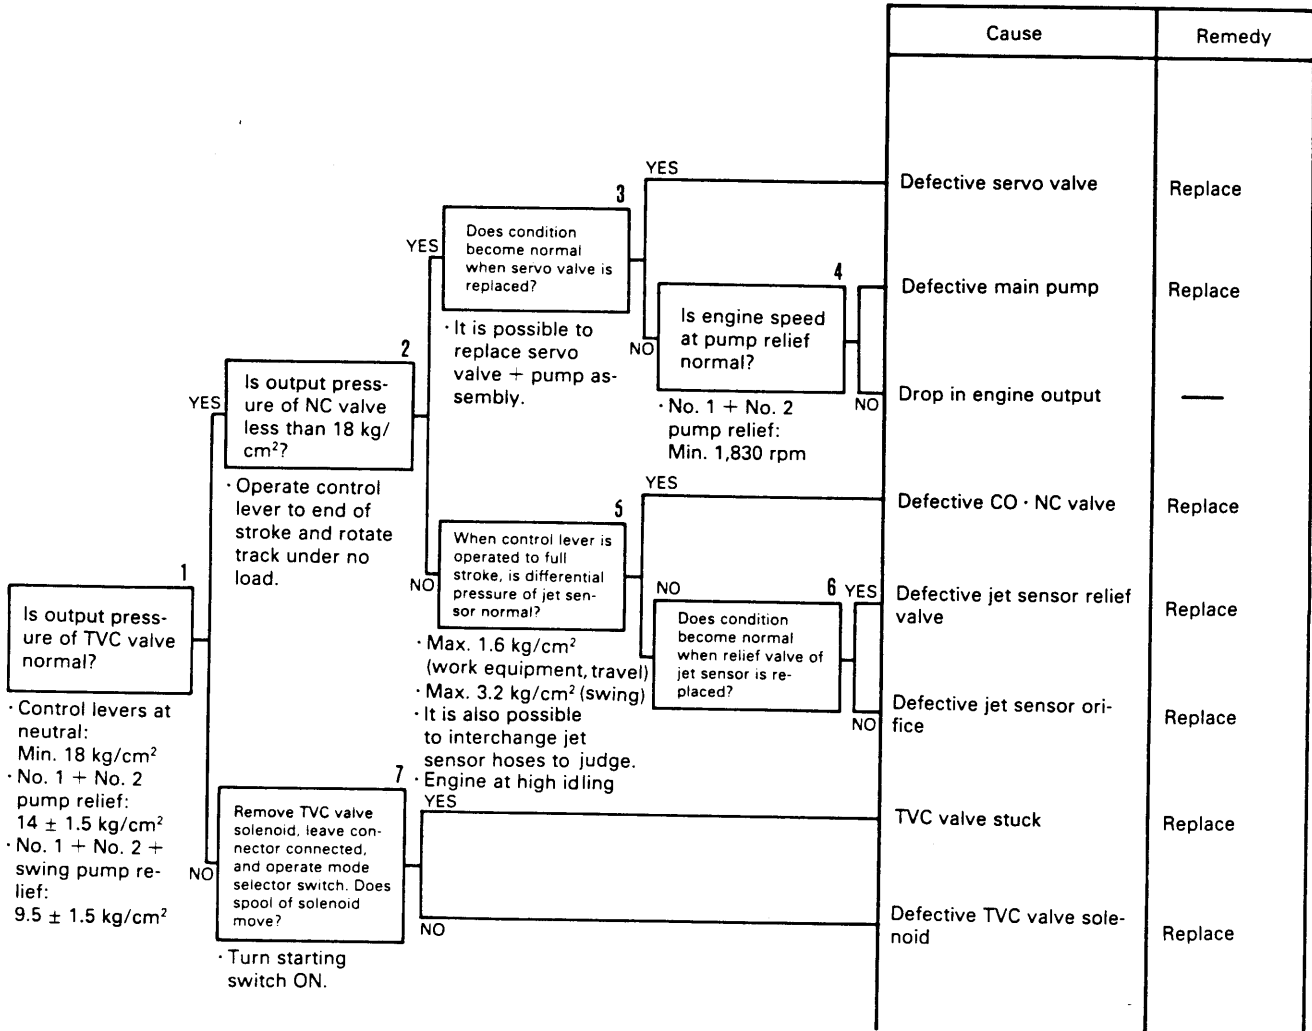 Cause
Remedy
YES
Defective servo valve
Replace
3
Does condition
become normal
when servo valve is
replaced?
YES
4
Defective main pump
Replace
· It is possible to
replace servo
valve + pump as-
sembly.
NO
Is engine speed
at pump relief
normal?
2
Is output press-
ure of NC valve
less than 18 kg/
cm²?
YES
NO
Drop in engine output
—
· No. 1 + No. 2
pump relief:
Min. 1,830 rpm
· Operate control
lever to end of
stroke and rotate
track under no
load.
YES
Defective CO · NC valve
Replace
5
When control lever is
operated to full
stroke, is differential
pressure of jet sen-
sor normal?
NO
1
Is output press-
ure of TVC valve
normal?
NO
6
YES
Does condition
become normal
when relief valve of
jet sensor is re-
placed?
Defective jet sensor relief
valve
Replace
· Max. 1.6 kg/cm²
(work equipment, travel)
· Max. 3.2 kg/cm² (swing)
· It is also possible
to interchange jet
sensor hoses to judge.
· Engine at high idling
NO
Defective jet sensor ori-
fice
Replace
· Control levers at
neutral:
Min. 18 kg/cm²
· No. 1 + No. 2
pump relief:
14 ± 1.5 kg/cm²
· No. 1 + No. 2 +
swing pump re-
lief:
9.5 ± 1.5 kg/cm²
NO
7
Remove TVC valve
solenoid, leave con-
nector connected,
and operate mode
selector switch. Does
spool of solenoid
move?
YES
TVC valve stuck
Replace
NO
Defective TVC valve sole-
noid
Replace
· Turn starting
switch ON.